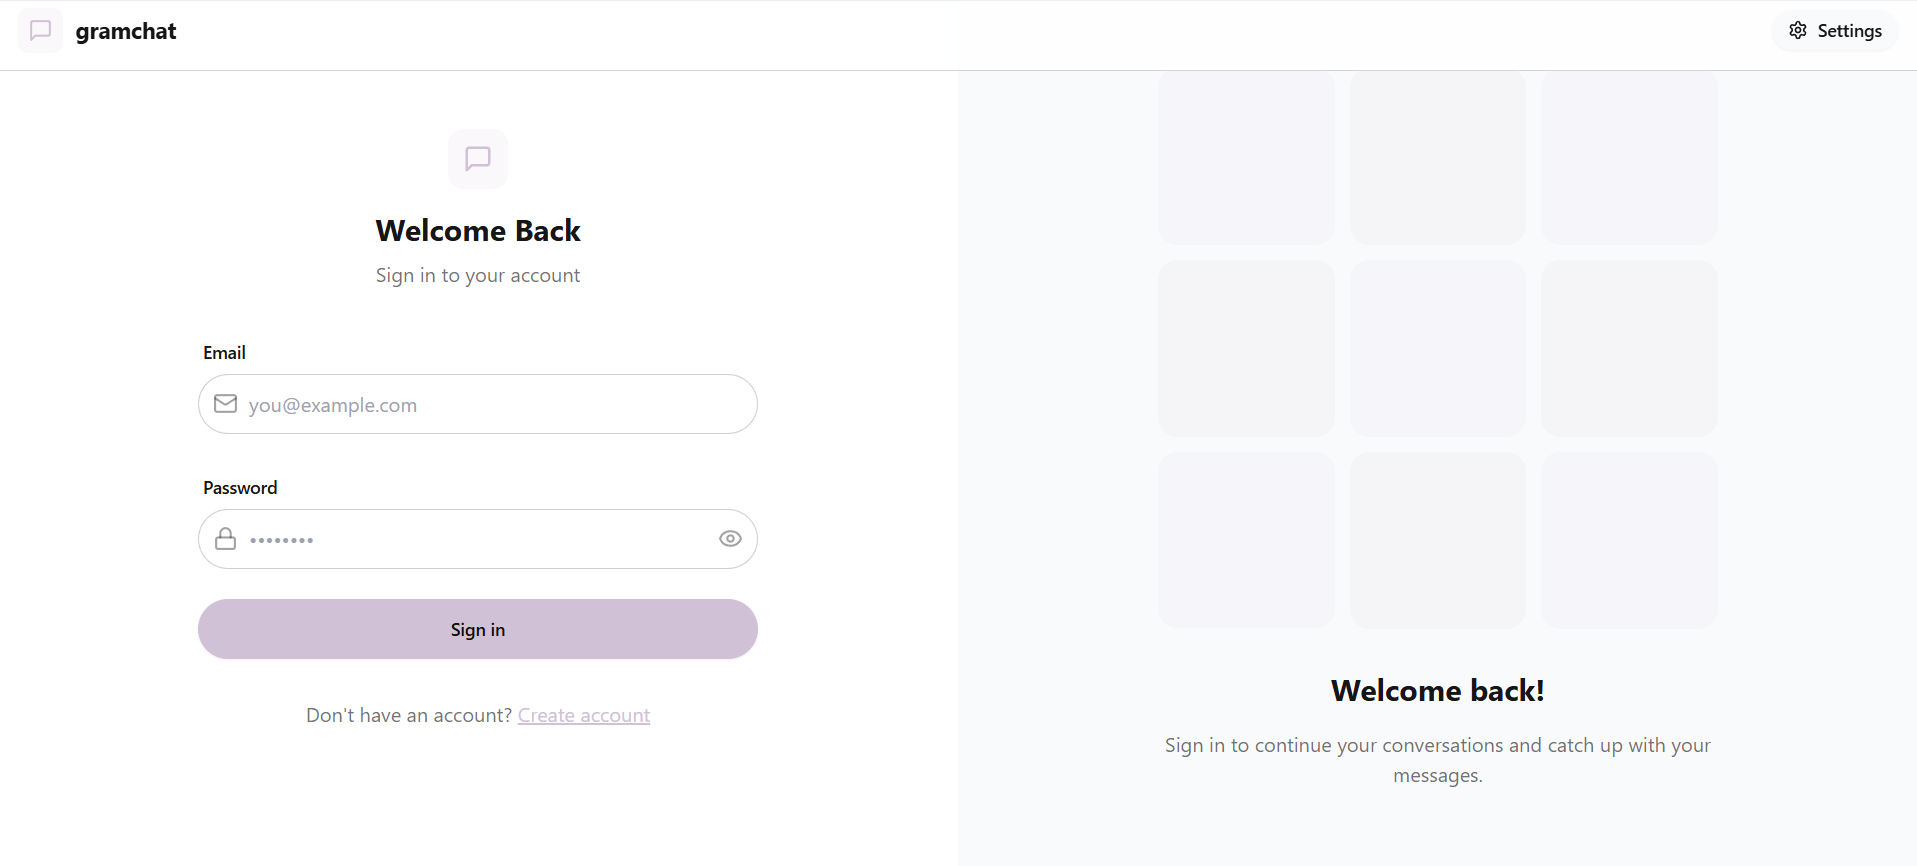 gramchat
Settings
Welcome Back
Sign in to your account
Email
you@example.com
Password
••••••••
Sign in
Don't have an account? Create account
Welcome back!
Sign in to continue your conversations and catch up with your
messages.